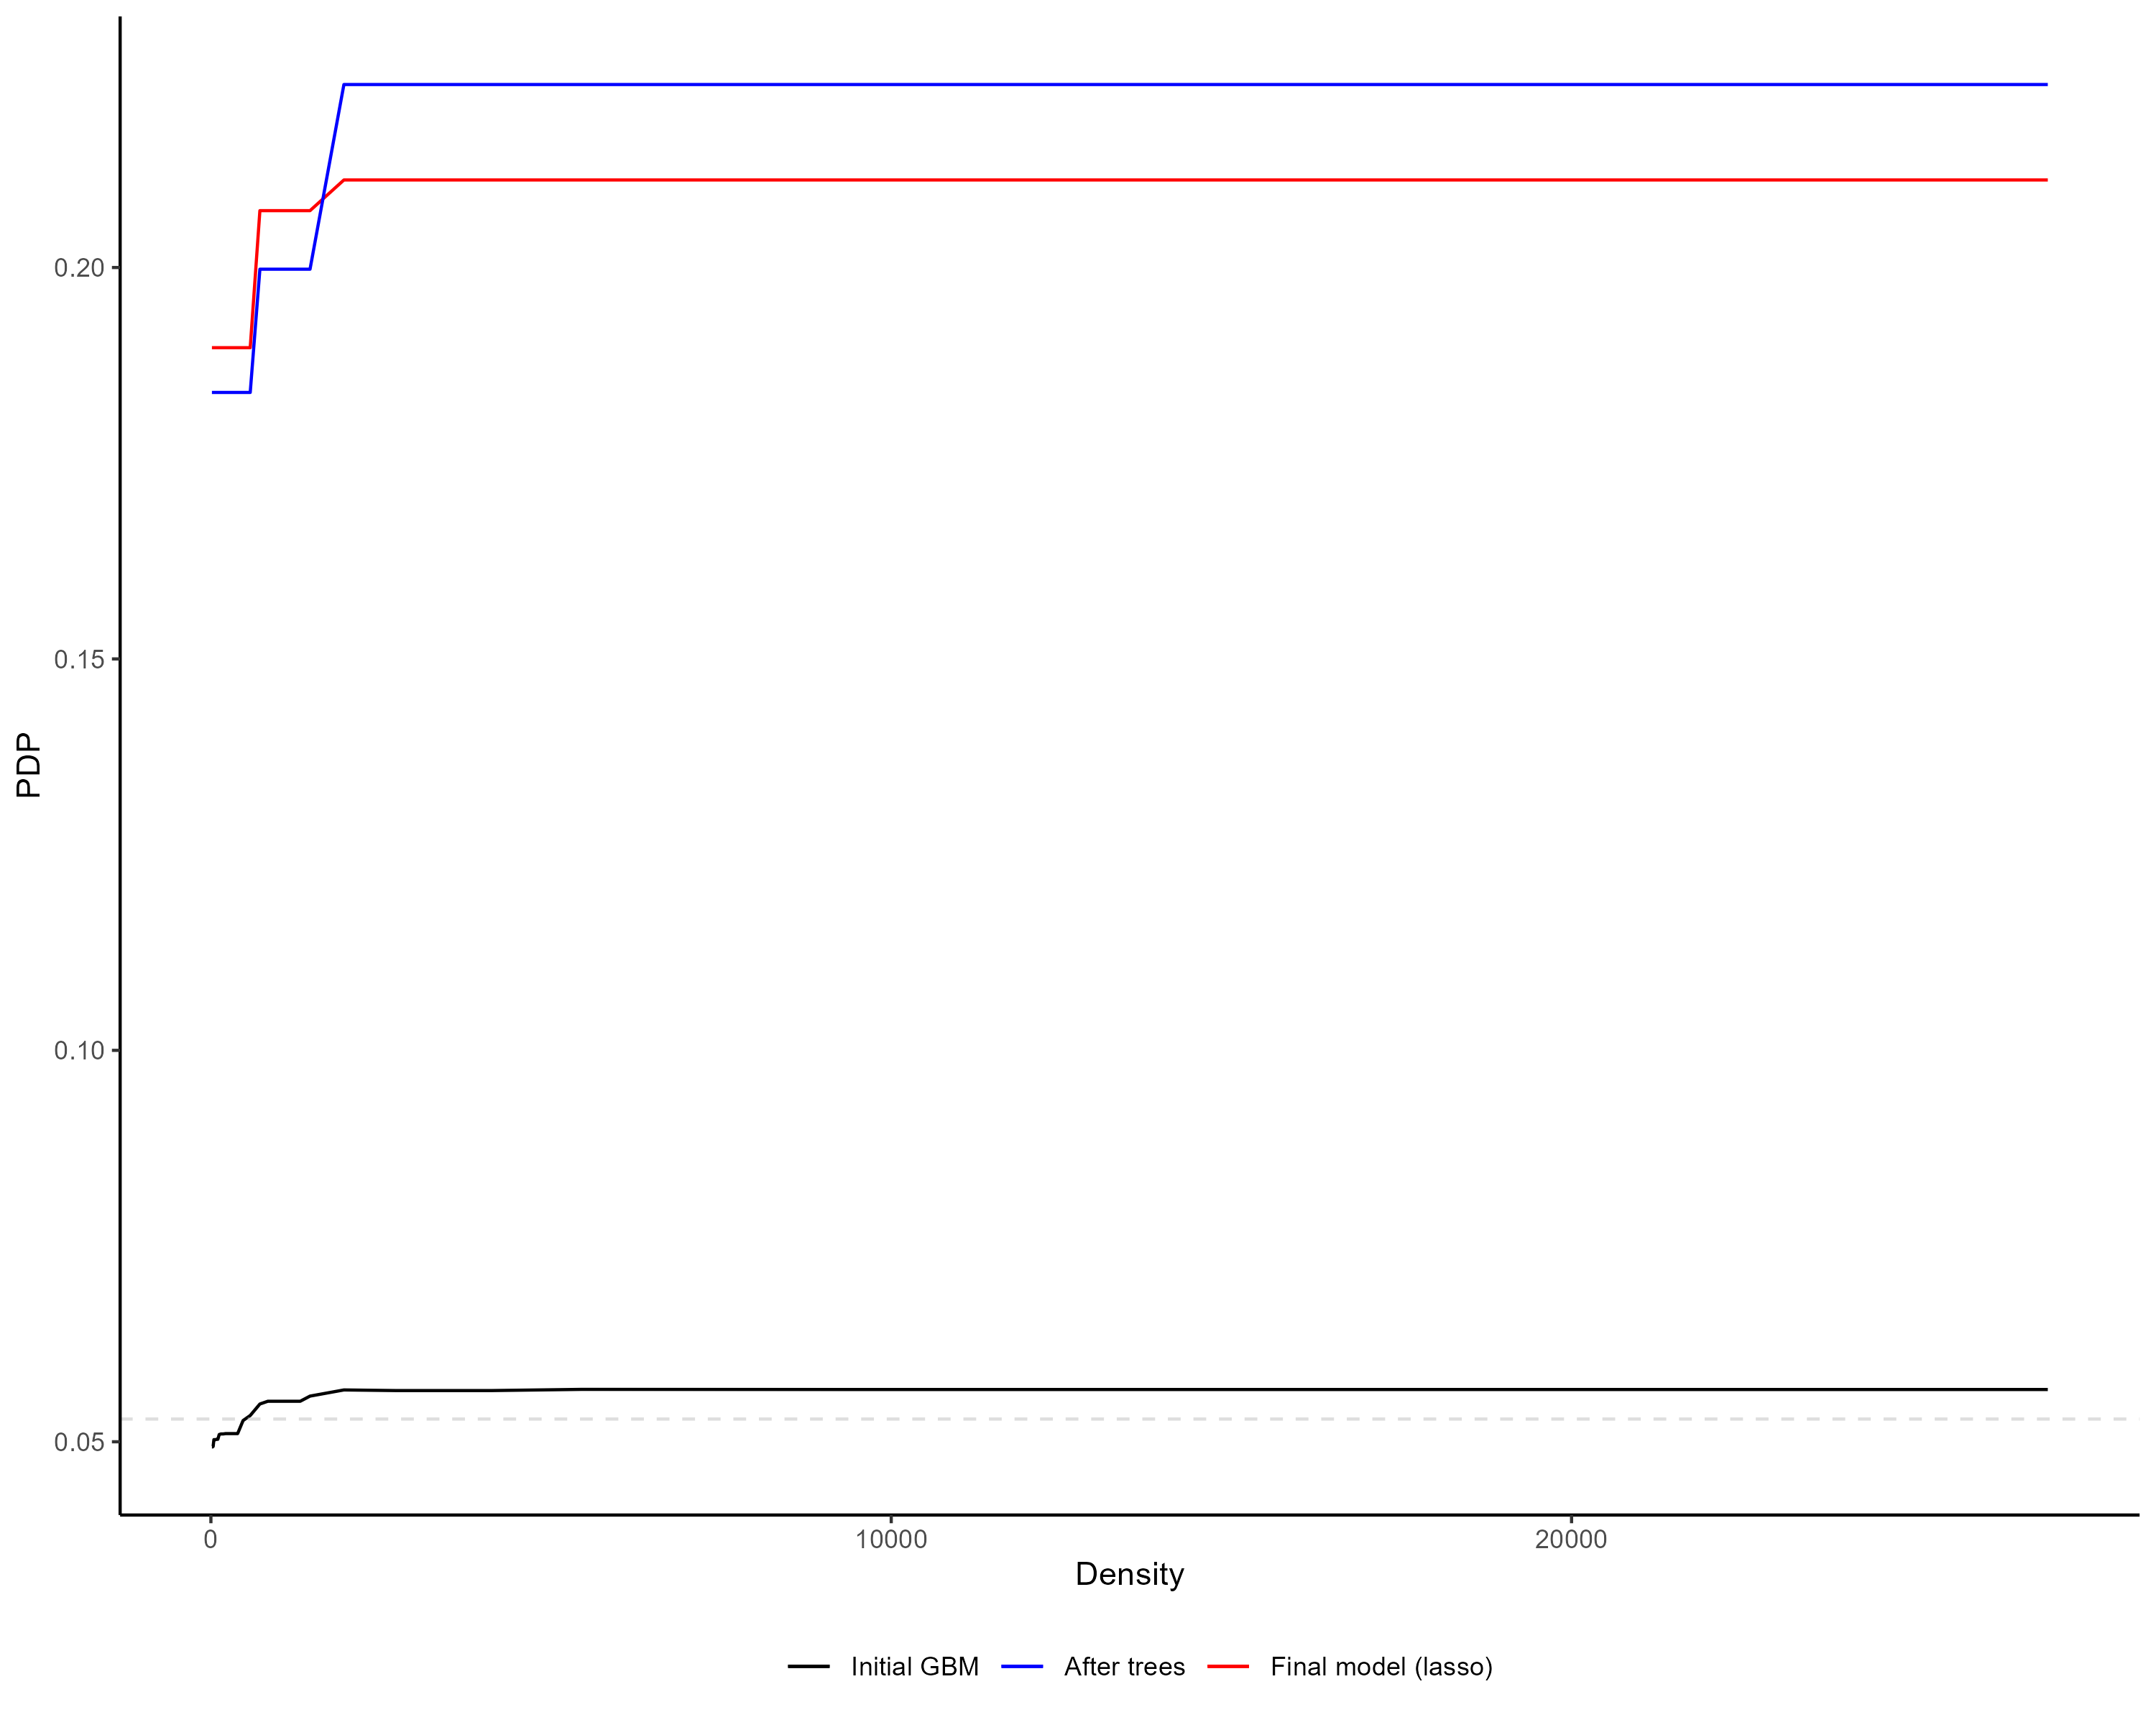 PDP
0.20
0.15
0.10
0.05
0 10000 20000
Density
Initial GBM After trees Final model (lasso)